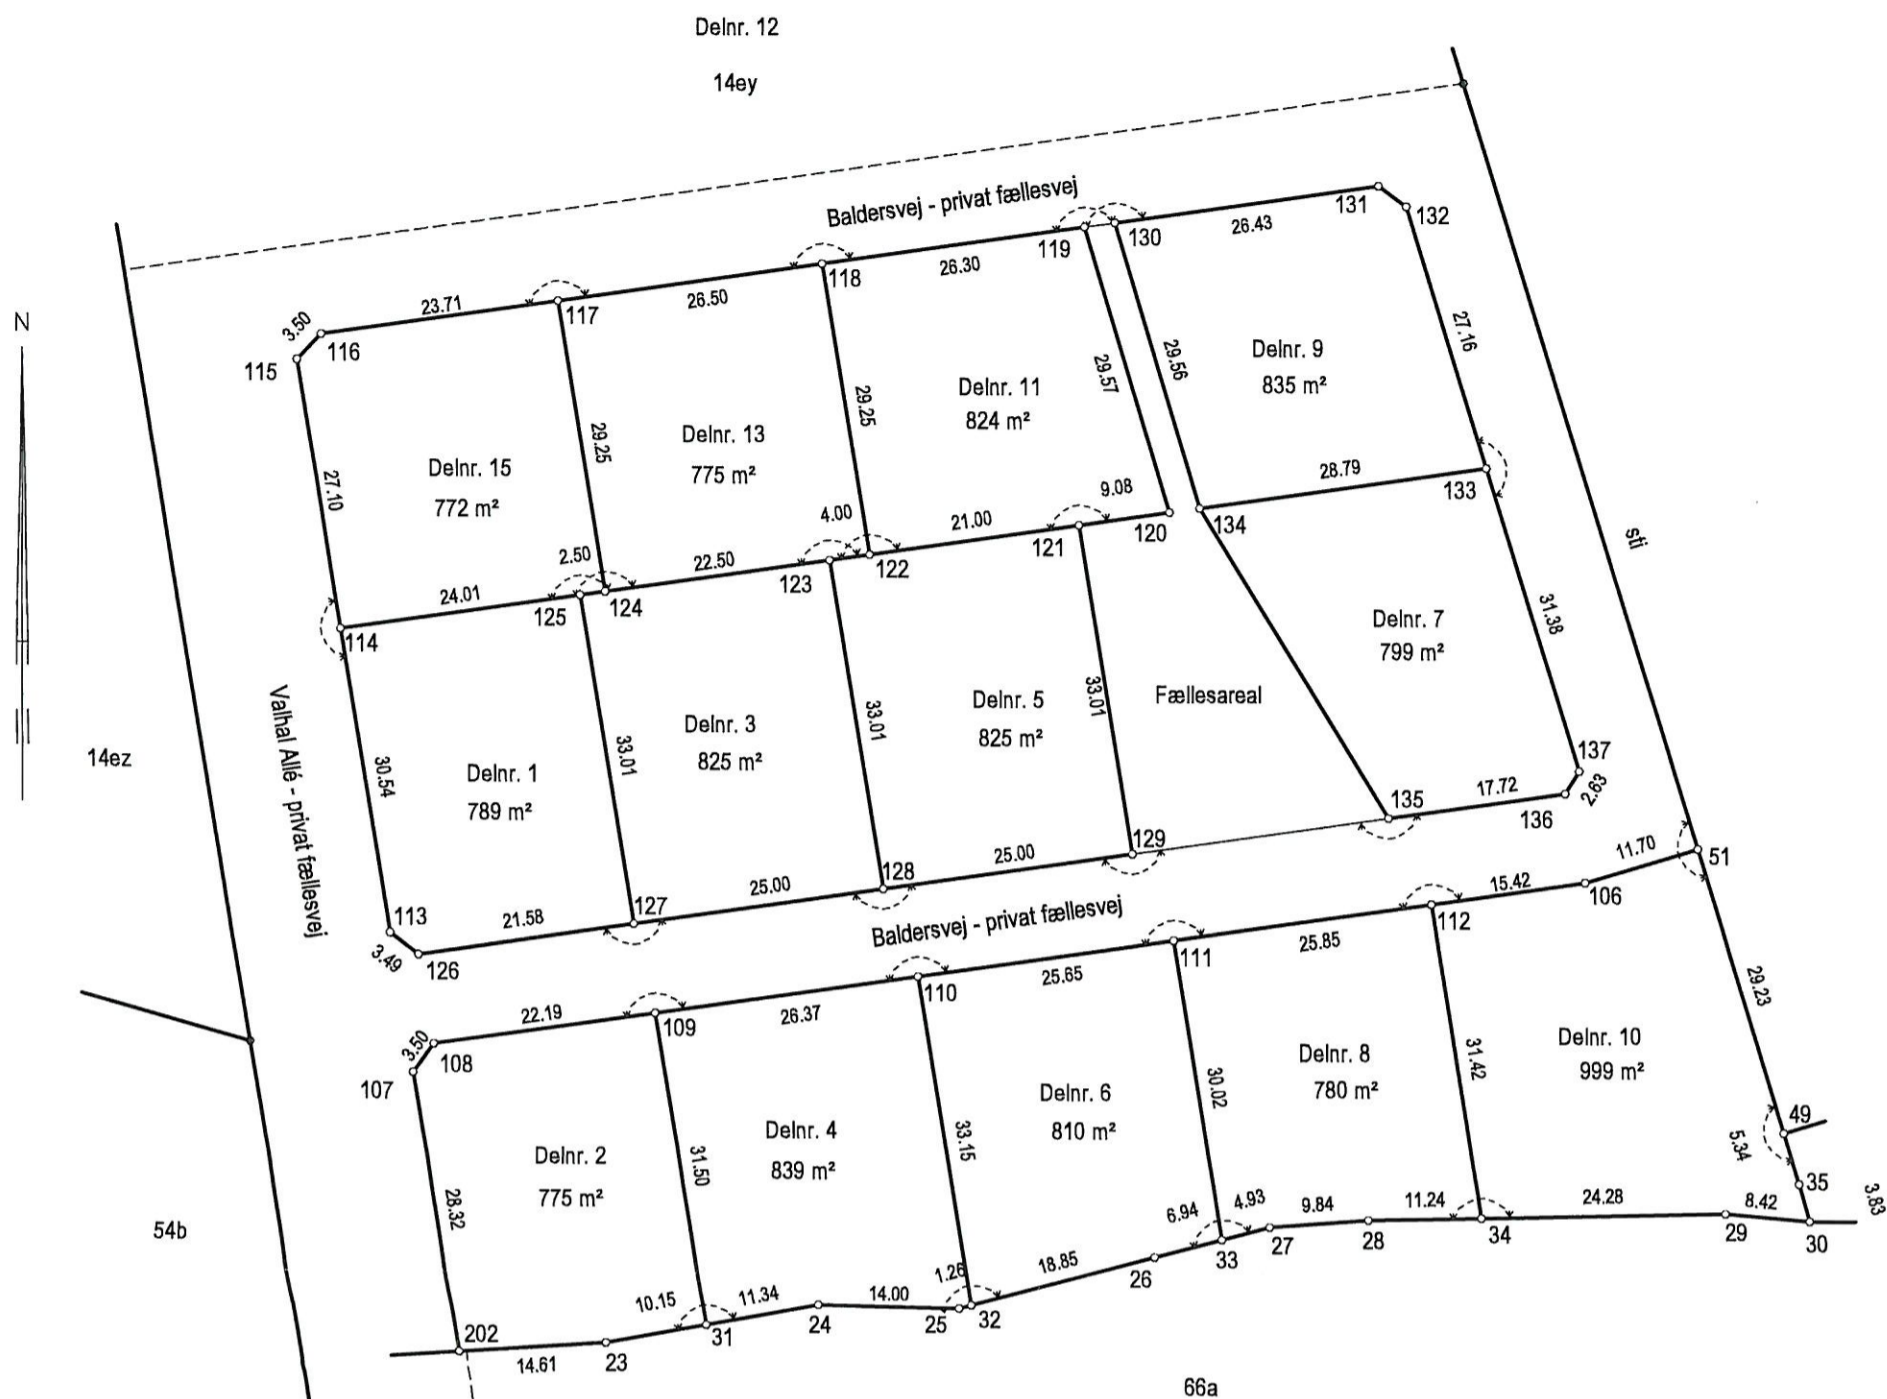 Delnr. 12
14ey
N
Baldersvej - privat fællesvej
131
132
119
130
26.43
118
26.30
117
26.50
23.71
3.50
116
115
27.16
29.56
29.57
Delnr. 9
835 m²
Delnr. 11
824 m²
29.25
Delnr. 13
775 m²
29.25
Delnr. 15
772 m²
27.10
28.79
133
134
9.08
120
121
21.00
4.00
122
123
22.50
2.50
124
125
24.01
114
sti
31.38
Delnr. 7
799 m²
Fællesareal
33.01
Delnr. 5
825 m²
33.01
Delnr. 3
825 m²
33.01
Delnr. 1
789 m²
30.54
Valhal Allé - privat fællesvej
14ez
137
2.63
17.72
136
135
129
25.00
128
25.00
127
21.58
113
3.49
126
11.70
51
15.42
106
112
Baldersvej - privat fællesvej
25.85
111
25.65
110
26.37
109
22.19
3.50
108
107
29.23
Delnr. 10
999 m²
31.42
Delnr. 8
780 m²
30.02
Delnr. 6
810 m²
33.15
Delnr. 4
839 m²
31.50
Delnr. 2
775 m²
28.32
54b
49
5.34
35
3.83
8.42
30
29
24.28
34
11.24
28
9.84
27
4.93
33
6.94
26
18.85
32
1.26
25
14.00
24
11.34
31
10.15
23
14.61
202
66a